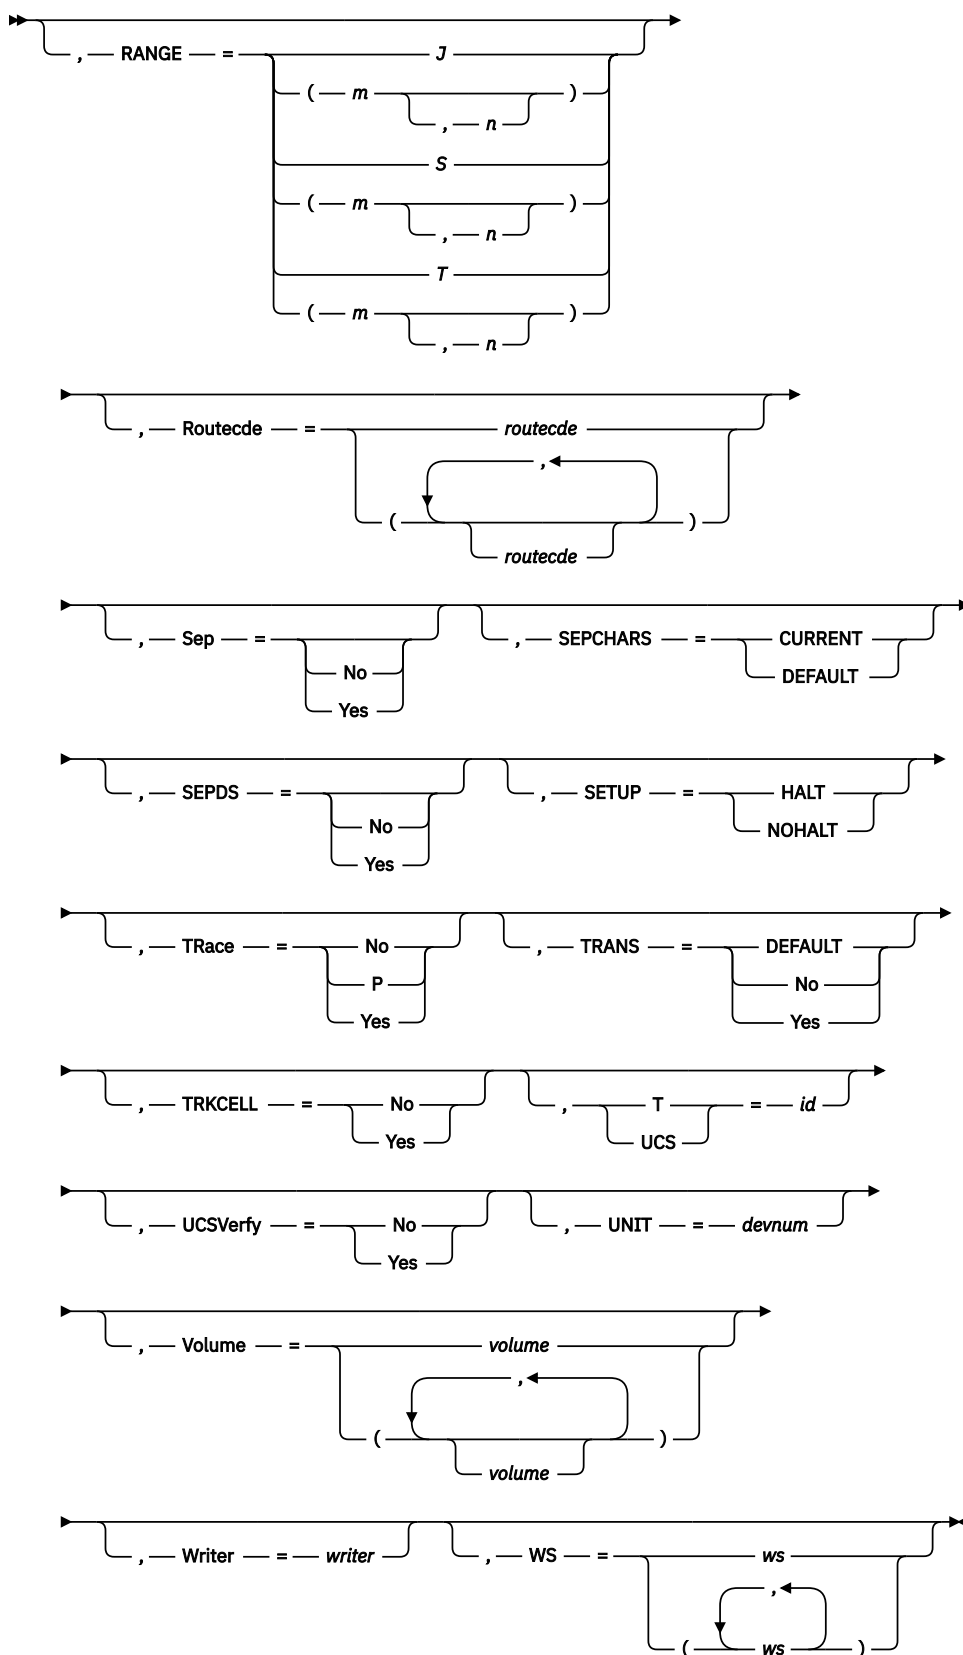 , RANGE = J
( m )
, n
S
( m )
, n
T
( m )
, n
, Routecde = routecde
,
( )
routecde
, Sep = , SEPCHARS = CURRENT
No DEFAULT
Yes
, SEPDS = , SETUP = HALT
No NOHALT
Yes
, TRace = No , TRANS = DEFAULT
P No
Yes Yes
, TRKCELL = No , T = id
Yes UCS
, UCSVerfy = No , UNIT = devnum
Yes
, Volume = volume
,
( )
volume
, Writer = writer , WS = ws
,
( ws )